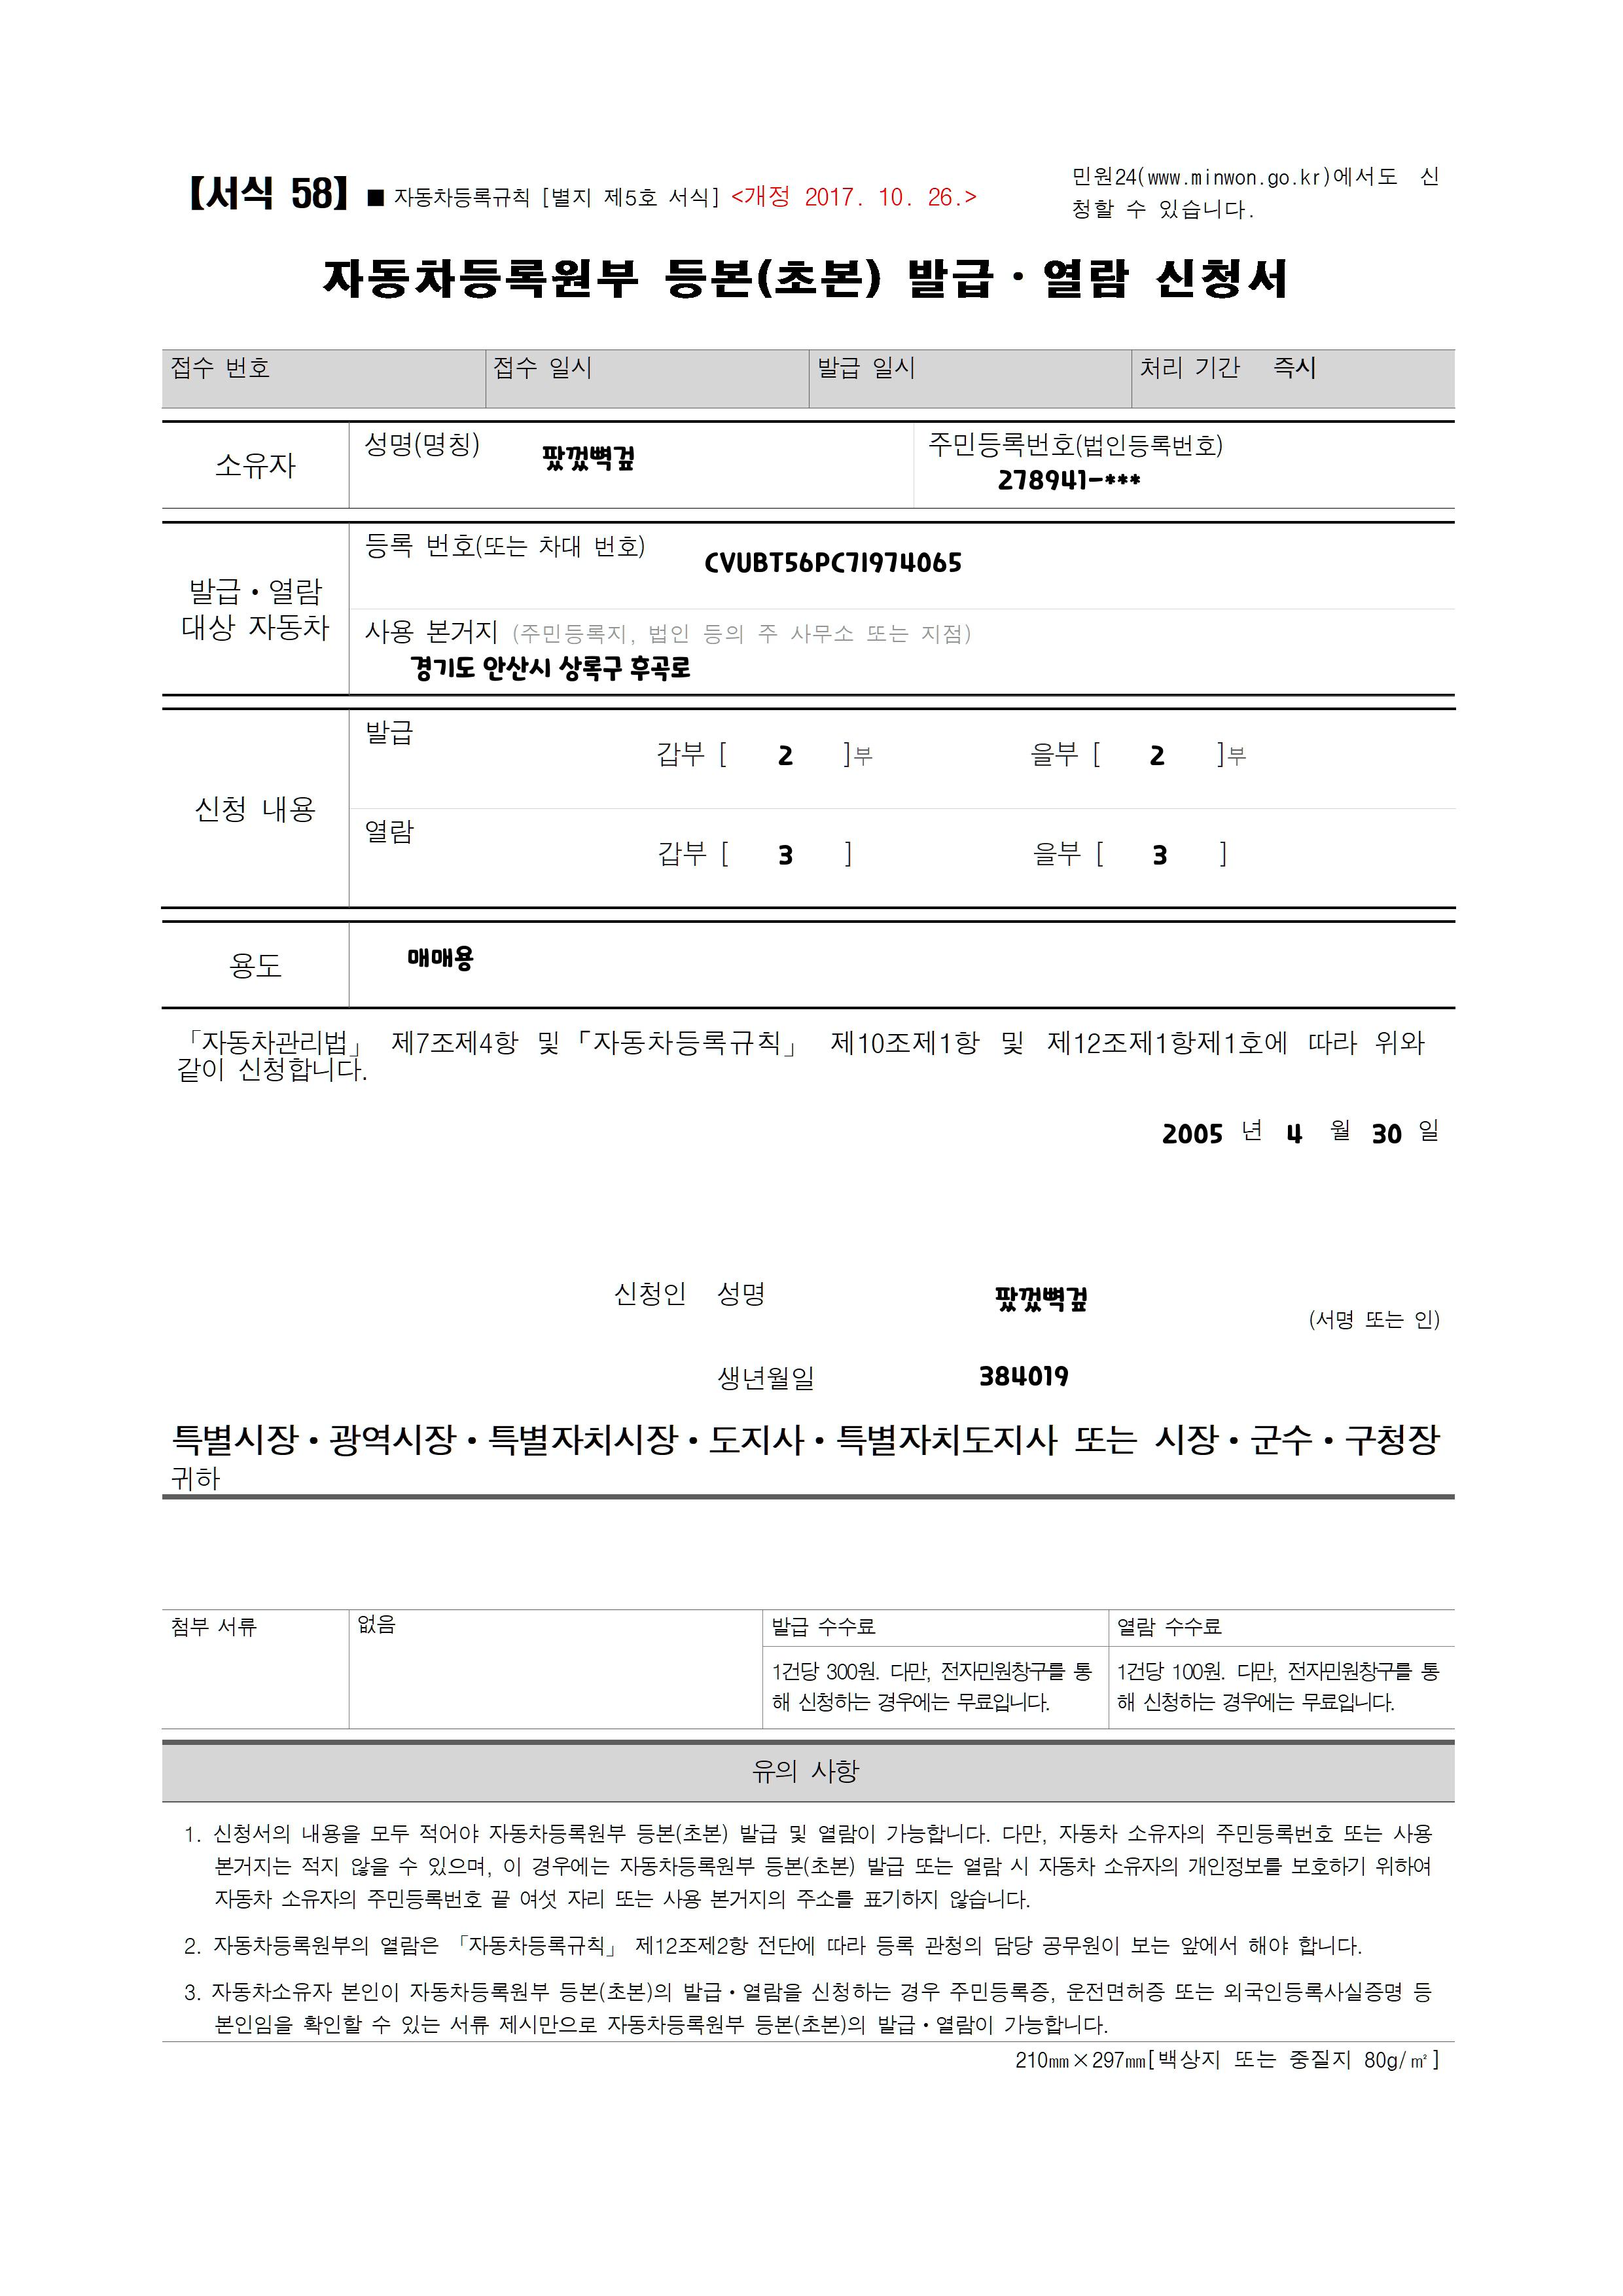 【서식 58】 ■ 자동차등록규칙 [별지 제5호 서식] <개정 2017. 10. 26.>
민원24(www.minwon.go.kr)에서도 신
청할 수 있습니다.
자동차등록원부 등본(초본) 발급·열람 신청서
접수 번호 접수 일시 발급 일시 처리 기간 즉시
소유자 성명(명칭) 팠껐뼉겊 주민등록번호(법인등록번호)
278941-***
발급·열람
대상 자동차
등록 번호(또는 차대 번호) CVUBT56PC7I974065
사용 본거지 (주민등록지, 법인 등의 주 사무소 또는 지점)
경기도 안산시 상록구 후곡로
신청 내용
발급 갑부 [ 2 ]부 을부 [ 2 ]부
열람 갑부 [ 3 ] 을부 [ 3 ]
용도 매매용
「자동차관리법」 제7조제4항 및 「자동차등록규칙」 제10조제1항 및 제12조제1항제1호에 따라 위와
같이 신청합니다.
2005 년 4 월 30 일
신청인 성명 팠껐뼉겊
(서명 또는 인)
생년월일 384019
특별시장·광역시장·특별자치시장·도지사·특별자치도지사 또는 시장·군수·구청장
귀하
첨부 서류 없음 발급 수수료 열람 수수료
1건당 300원. 다만, 전자민원창구를 통
해 신청하는 경우에는 무료입니다.
1건당 100원. 다만, 전자민원창구를 통
해 신청하는 경우에는 무료입니다.
유의 사항
1. 신청서의 내용을 모두 적어야 자동차등록원부 등본(초본) 발급 및 열람이 가능합니다. 다만, 자동차 소유자의 주민등록번호 또는 사용
본거지는 적지 않을 수 있으며, 이 경우에는 자동차등록원부 등본(초본) 발급 또는 열람 시 자동차 소유자의 개인정보를 보호하기 위하여
자동차 소유자의 주민등록번호 끝 여섯 자리 또는 사용 본거지의 주소를 표기하지 않습니다.
2. 자동차등록원부의 열람은 「자동차등록규칙」 제12조제2항 전단에 따라 등록 관청의 담당 공무원이 보는 앞에서 해야 합니다.
3. 자동차소유자 본인이 자동차등록원부 등본(초본)의 발급·열람을 신청하는 경우 주민등록증, 운전면허증 또는 외국인등록사실증명 등
본인임을 확인할 수 있는 서류 제시만으로 자동차등록원부 등본(초본)의 발급·열람이 가능합니다.
210㎜×297㎜[백상지 또는 중질지 80g/㎡]